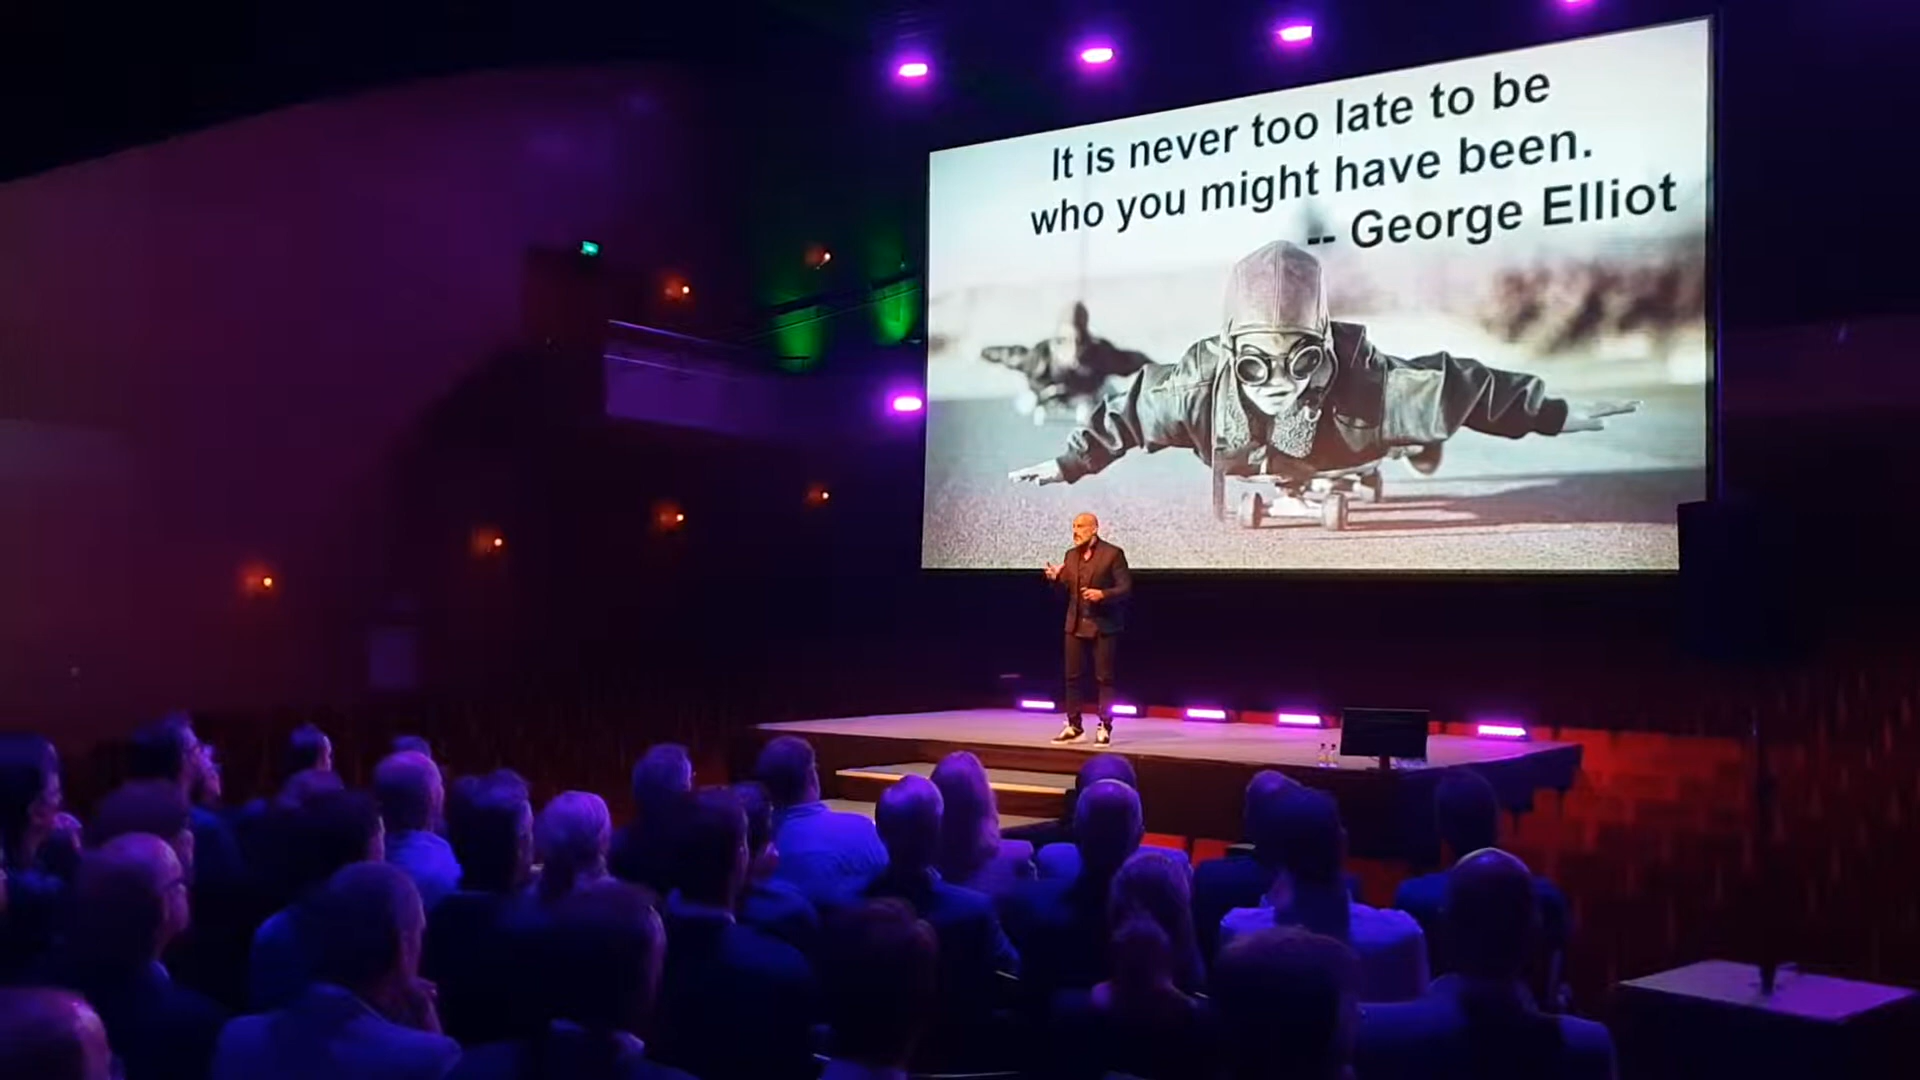 It is never too late to be
who you might have been.
-- George Elliot